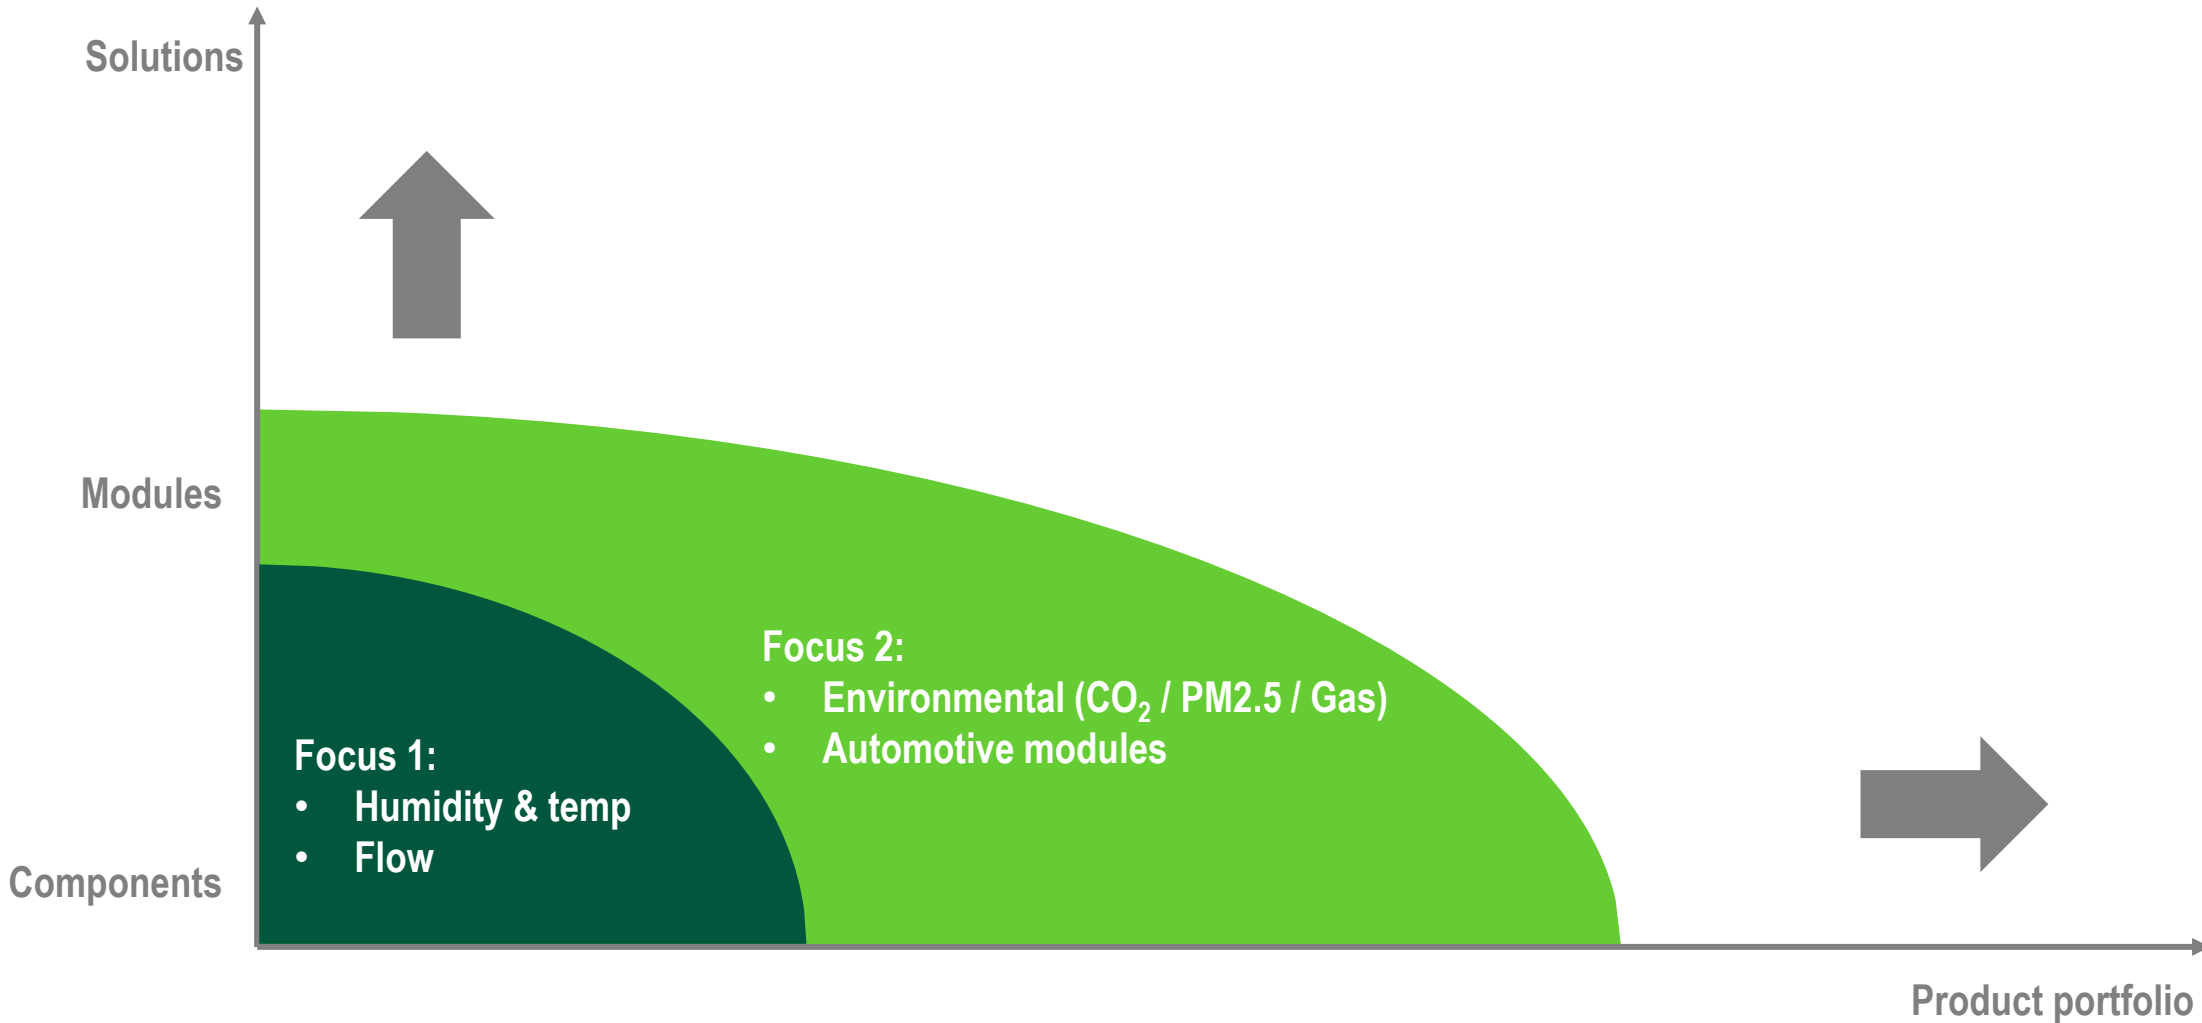 Solutions
Modules
Components
Focus 1:
• Humidity & temp
• Flow
Focus 2:
• Environmental (CO₂ / PM2.5 / Gas)
• Automotive modules
Product portfolio